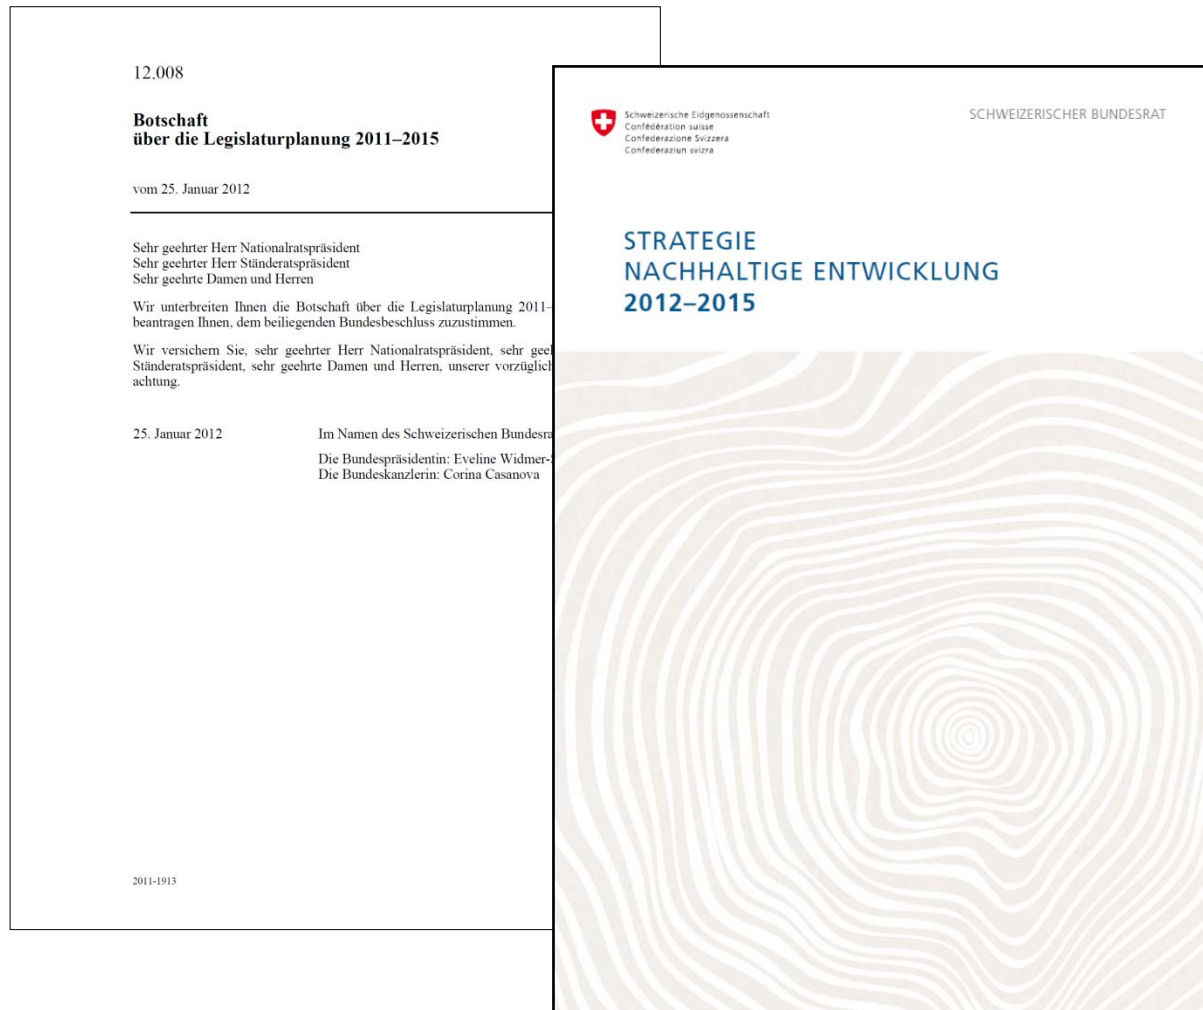 12.008
Botschaft
über die Legislaturplanung 2011–2015
vom 25. Januar 2012
Sehr geehrter Herr Nationalratspräsident
Sehr geehrter Herr Ständeratspräsident
Sehr geehrte Damen und Herren
Wir unterbreiten Ihnen die Botschaft über die Legislaturplanung 2011–
beantragen Ihnen, dem beiliegenden Bundesbeschluss zuzustimmen.
Wir versichern Sie, sehr geehrter Herr Nationalratspräsident, sehr
Ständeratspräsident, sehr geehrte Damen und Herren, unserer
achtung.
25. Januar 2012
Im Namen des Schweizerischen
Die Bundespräsidentin: Eveline Widmer-
Die Bundeskanzlerin: Corina Casanova
2011-1913
Schweizerische Eidgenossenschaft
Confédération suisse
Confederazione Svizzera
Confederaziun svizra
SCHWEIZERISCHER BUNDESRAT
STRATEGIE
NACHHALTIGE ENTWICKLUNG
2012–2015